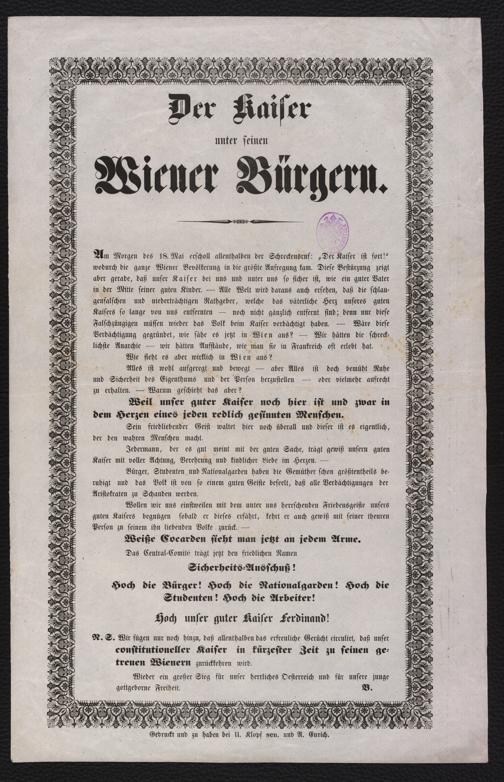 Der Kaiser
unter seinen
Wiener Bürgern.
Am Morgen des 18. Mai erscholl allenthalben der Schreckensruf: „Der Kaiser ist fort!“
wodurch die ganze Wiener Bevölkerung in die größte Aufregung kam. Diese Bestürzung zeigt
aber gerade, daß unser Kaiser bei uns und unter uns so sicher ist, wie ein guter Vater
in der Mitte seiner guten Kinder. — Alle Welt wird daraus auch ersehen, daß die schlan-
genfalschen und niederträchtigen Rathgeber, welche das väterliche Herz unseres guten
Kaisers so lange von uns entfernten — noch nicht gänzlich entfernt sind; denn nur diese
Falschzüngigen müssen wieder das Volk beim Kaiser verdächtigt haben. — Wäre diese
Verdächtigung gegründet, wie sähe es jetzt in Wien aus? — Wir hätten die schreck-
lichste Anarchie — wir hätten Aufstände, wie man sie in Frankreich oft erlebt hat.
Wie sieht es aber wirklich in Wien aus?
Alles ist wohl aufgeregt und bewegt — aber Alles ist doch bemüht Ruhe
und Sicherheit des Eigenthums und der Person herzustellen — oder vielmehr aufrecht
zu erhalten. — Warum geschieht das aber?
Weil unser guter Kaiser noch hier ist und zwar in
dem Herzen eines jeden redlich gesinnten Menschen.
Sein friedliebender Geist waltet hier noch überall und dieser ist es eigentlich,
der den wahren Menschen macht.
Jedermann, der es gut meint mit der guten Sache, trägt gewiß unsern guten
Kaiser mit voller Achtung, Verehrung und kindlicher Liebe im Herzen. —
Bürger, Studenten und Nationalgarden haben die Gemüther schon größtentheils be-
ruhigt und das Volk ist von so einem guten Geiste beseelt, daß alle Verdächtigungen der
Aristokraten zu Schanden werden.
Wollen wir uns einstweilen mit dem unter uns herrschenden Friedensgeiste unsers
guten Kaisers begnügen sobald er dieses erfährt, kehrt er auch gewiß mit seiner theuren
Person zu seinem ihn liebenden Volke zurück. —
Weiße Cocarden sieht man jetzt an jedem Arme.
Das Central-Comité trägt jetzt den friedlichen Namen
Sicherheits-Ausschuß!
Hoch die Bürger! Hoch die Nationalgarden! Hoch die
Studenten! Hoch die Arbeiter!
Hoch unser guter Kaiser Ferdinand!
N. S. Wir fügen nur noch hinzu, daß allenthalben das erfreuliche Gerücht circulirt, daß unser
constitutioneller Kaiser in kürzester Zeit zu seinen ge-
treuen Wienern zurückkehren wird.
Wieder ein großer Sieg für unser herrliches Oesterreich und für unsere junge
gottgeborne Freiheit.
B.
Gedruckt und zu haben bei U. Klopf sen. und A. Eurich.